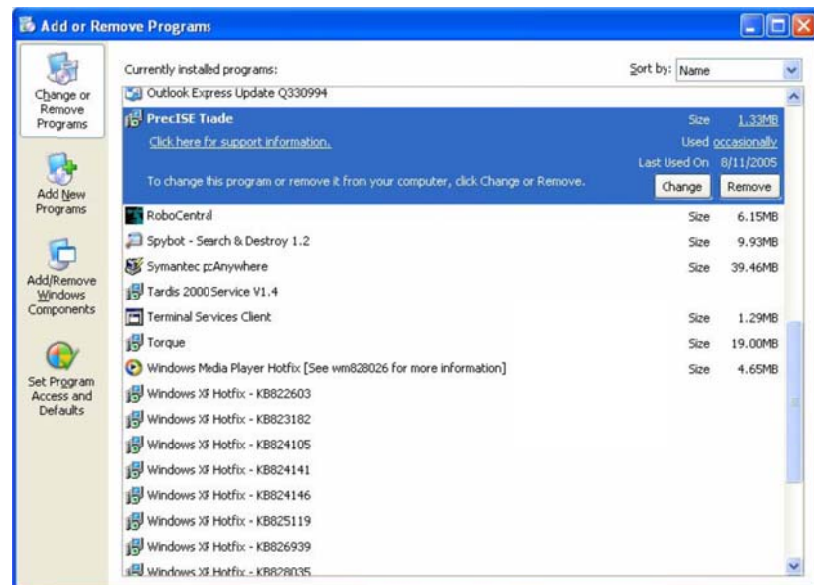 Add or Remove Programs
Change or Remove Programs
Add New Programs
Add/Remove Windows Components
Set Program Access and Defaults
Currently installed programs:
Sort by: Name
Outlook Express Update Q330994
PrecISE Trade Size 1.33MB
Click here for support information. Used occasionally
Last Used On 8/11/2005
To change this program or remove it from your computer, click Change or Remove. Change Remove
RoboCentral Size 6.15MB
Spybot - Search & Destroy 1.2 Size 9.93MB
Symantec pcAnywhere Size 39.46MB
Tardis 2000 Service V1.4
Terminal Services Client Size 1.29MB
Torque Size 19.00MB
Windows Media Player Hotfix [See wm828026 for more information] Size 4.65MB
Windows XP Hotfix - KB822603
Windows XP Hotfix - KB823182
Windows XP Hotfix - KB824105
Windows XP Hotfix - KB824141
Windows XP Hotfix - KB824146
Windows XP Hotfix - KB825119
Windows XP Hotfix - KB826939
Windows XP Hotfix - KB828035